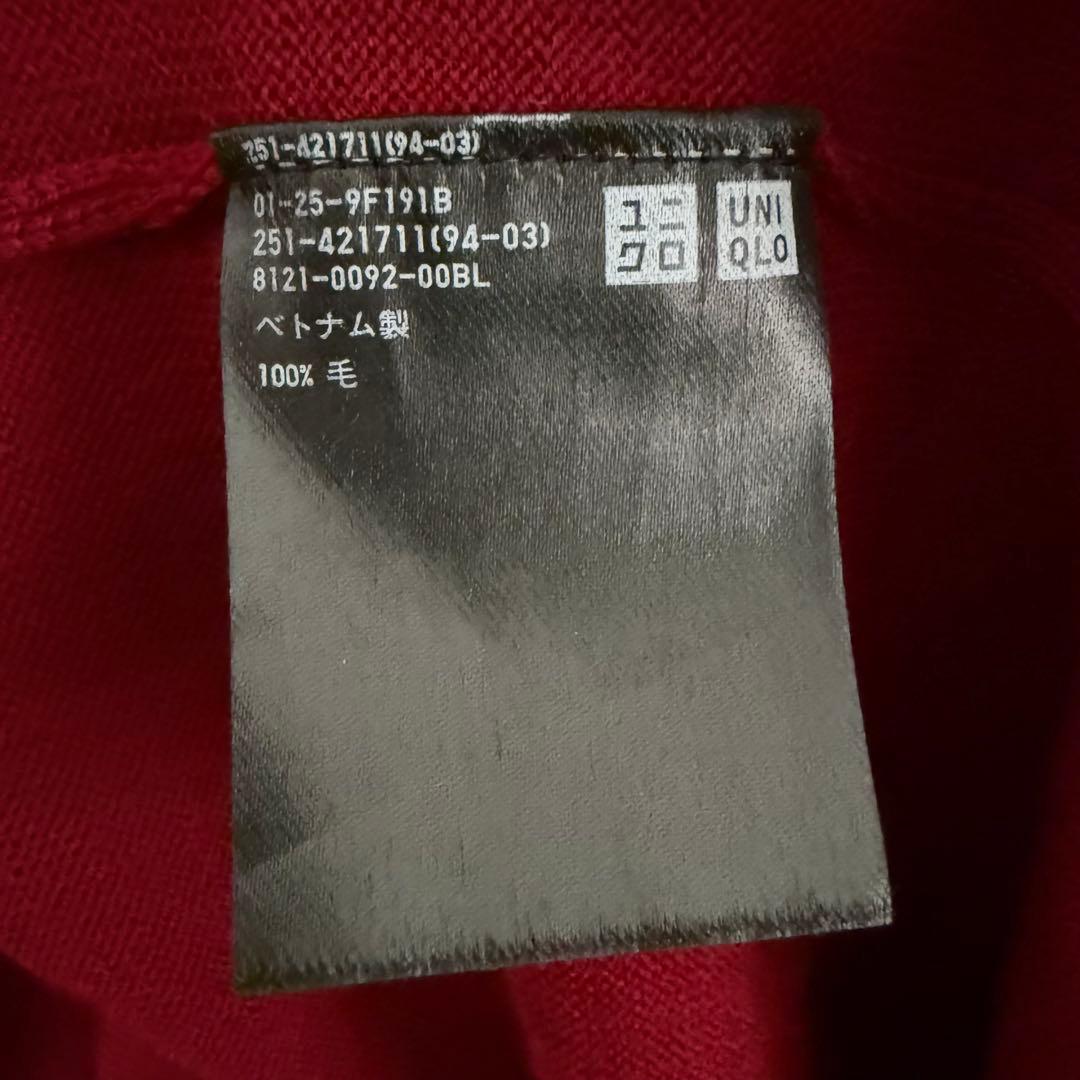 251-421711(94-03)
01-25-9F191B
251-421711(94-03)
8121-0092-00BL
ベトナム製
100% 毛
ユニ
クロ
UNI
QLO